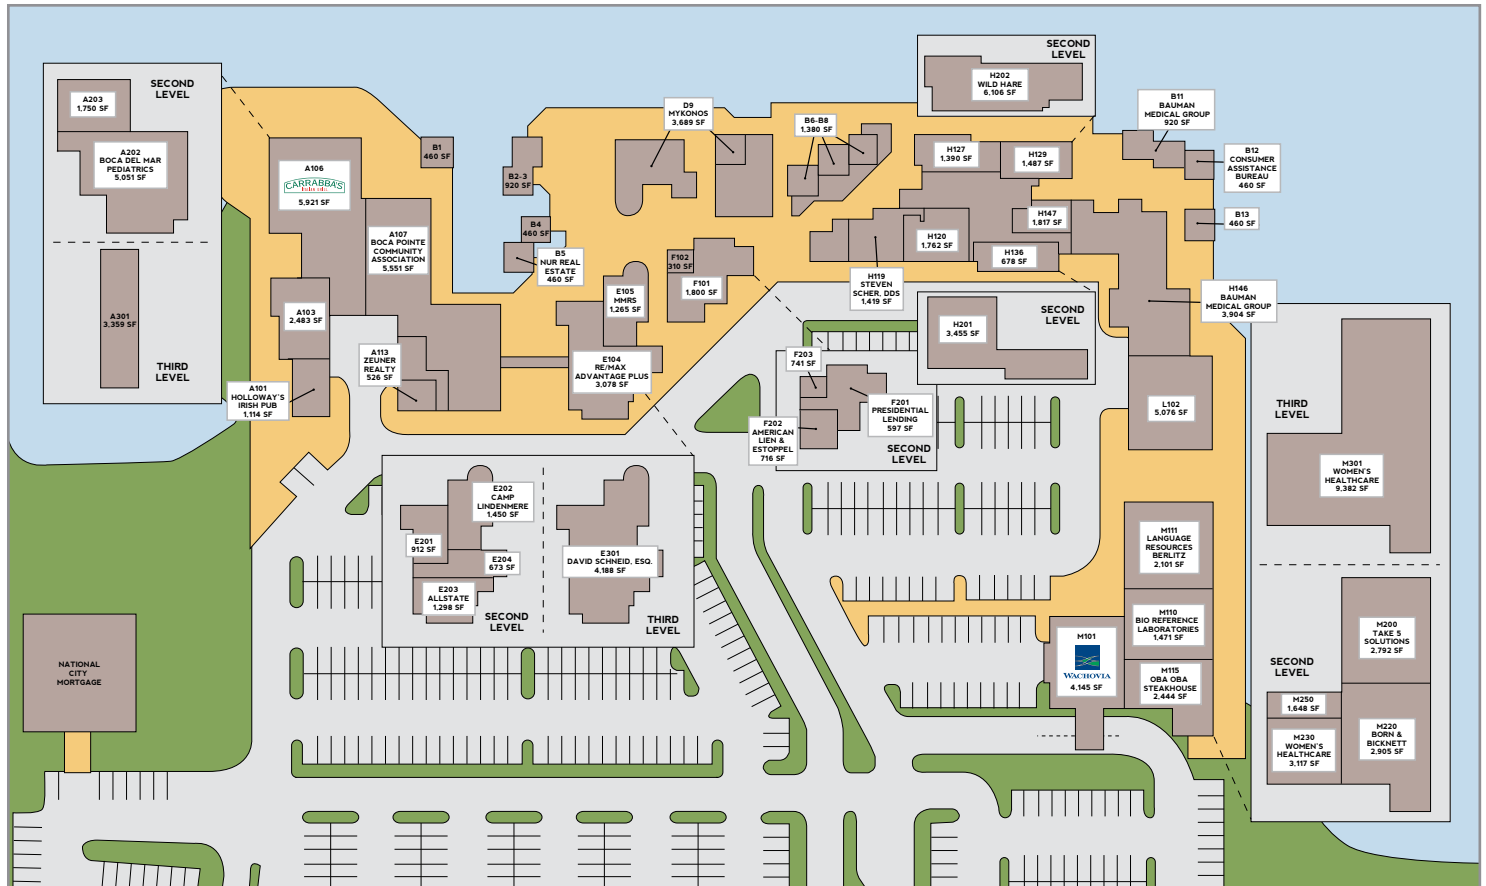 SECOND
LEVEL
A203
1,750 SF
A202
BOCA DEL MAR
PEDIATRICS
5,051 SF
A301
3,359 SF
THIRD
LEVEL
A106
CARRABBA'S
5,921 SF
A107
BOCA POINTE
COMMUNITY
ASSOCIATION
5,551 SF
A103
2,483 SF
A101
HOLLOWAY'S
IRISH PUB
1,114 SF
A113
ZEUNER
REALTY
526 SF
B1
460 SF
B2-3
920 SF
B4
460 SF
B5
NUR REAL
ESTATE
460 SF
D9
MYKONOS
3,689 SF
B6-B8
1,380 SF
E105
MMRS
1,265 SF
E104
RE/MAX
ADVANTAGE PLUS
3,078 SF
F102
310 SF
F101
1,800 SF
SECOND
LEVEL
H202
WILD HARE
6,106 SF
H127
1,390 SF
H129
1,487 SF
H147
1,817 SF
H120
1,762 SF
H136
678 SF
H119
STEVEN
SCHER, DDS
1,419 SF
B11
BAUMAN
MEDICAL GROUP
920 SF
B12
CONSUMER
ASSISTANCE
BUREAU
460 SF
B13
460 SF
H146
BAUMAN
MEDICAL GROUP
3,904 SF
H201
3,455 SF
SECOND
LEVEL
F203
741 SF
F201
PRESIDENTIAL
LENDING
597 SF
F202
AMERICAN
LIEN &
ESTOPPEL
716 SF
SECOND
LEVEL
L102
5,076 SF
E202
CAMP
LINDENMERE
1,450 SF
E201
912 SF
E204
673 SF
E203
ALLSTATE
1,298 SF
SECOND
LEVEL
E301
DAVID SCHNEID, ESQ.
4,188 SF
THIRD
LEVEL
M111
LANGUAGE
RESOURCES
BERLITZ
2,101 SF
M110
BIO REFERENCE
LABORATORIES
1,471 SF
M101
WACHOVIA
4,145 SF
M115
OBA OBA
STEAKHOUSE
2,444 SF
THIRD
LEVEL
M301
WOMEN'S
HEALTHCARE
9,382 SF
M200
TAKE 5
SOLUTIONS
2,792 SF
SECOND
LEVEL
M250
1,648 SF
M230
WOMEN'S
HEALTHCARE
3,117 SF
M220
BORN &
BICKNETT
2,905 SF
NATIONAL
CITY
MORTGAGE